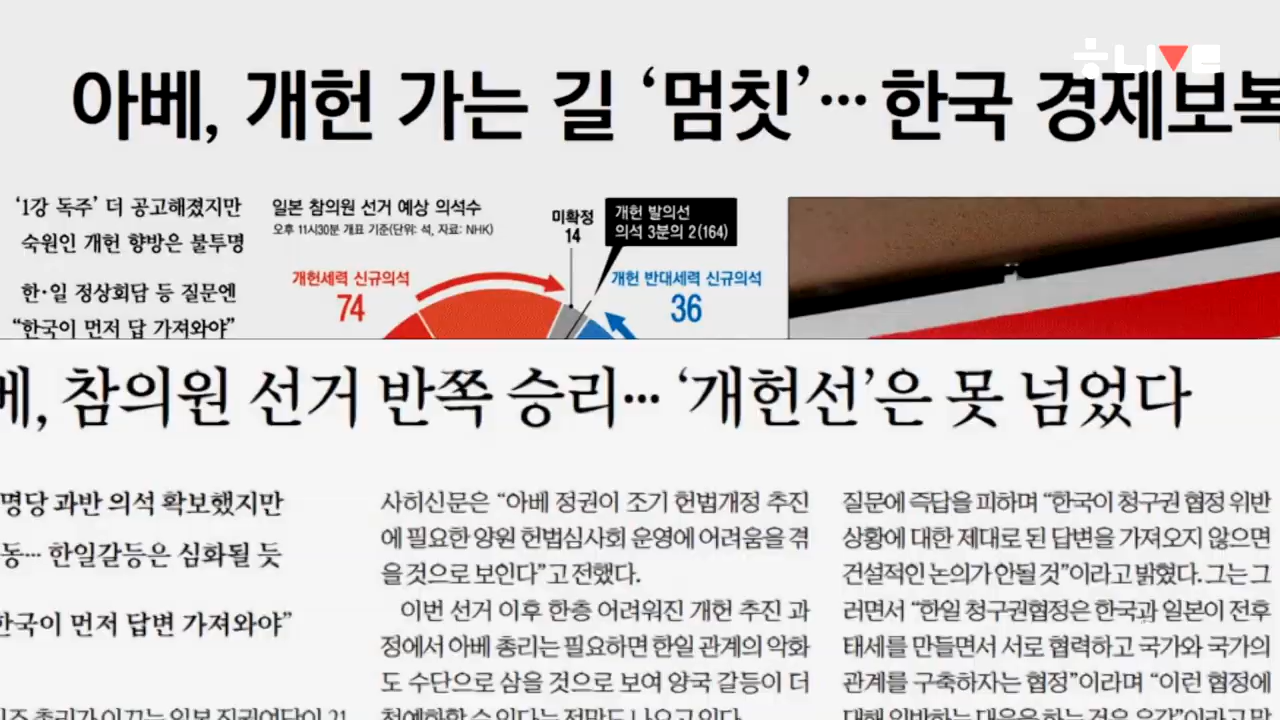 LIVE
아베, 개헌 가는 길 ‘멈칫’… 한국 경제보복
‘1강 독주’ 더 공고해졌지만
숙원인 개헌 향방은 불투명
한·일 정상회담 등 질문엔
“한국이 먼저 답 가져와야”
일본 참의원 선거 예상 의석수
오후 11시30분 개표 기준(단위: 석, 자료: NHK)
미확정
14
개헌 발의선
의석 3분의 2(164)
개헌세력 신규의석
74
개헌 반대세력 신규의석
36
베, 참의원 선거 반쪽 승리… ‘개헌선’은 못 넘었다
명당 과반 의석 확보했지만
동… 한일갈등은 심화될 듯
한국이 먼저 답변 가져와야”
사히신문은 “아베 정권이 조기 헌법개정 추진
에 필요한 양원 헌법심사회 운영에 어려움을 겪
을 것으로 보인다”고 전했다.
이번 선거 이후 한층 어려워진 개헌 추진 과
정에서 아베 총리는 필요하면 한일 관계의 악화
도 수단으로 삼을 것으로 보여 양국 갈등이 더
첨예화할 수 있다는 전망도 나오고 있다.
질문에 즉답을 피하며 “한국이 청구권 협정 위반
상황에 대한 제대로 된 답변을 가져오지 않으면
건설적인 논의가 안될 것”이라고 밝혔다. 그는 그
러면서 “한일 청구권협정은 한국과 일본이 전후
태세를 만들면서 서로 협력하고 국가와 국가의
관계를 구축하자는 협정”이라며 “이런 협정에